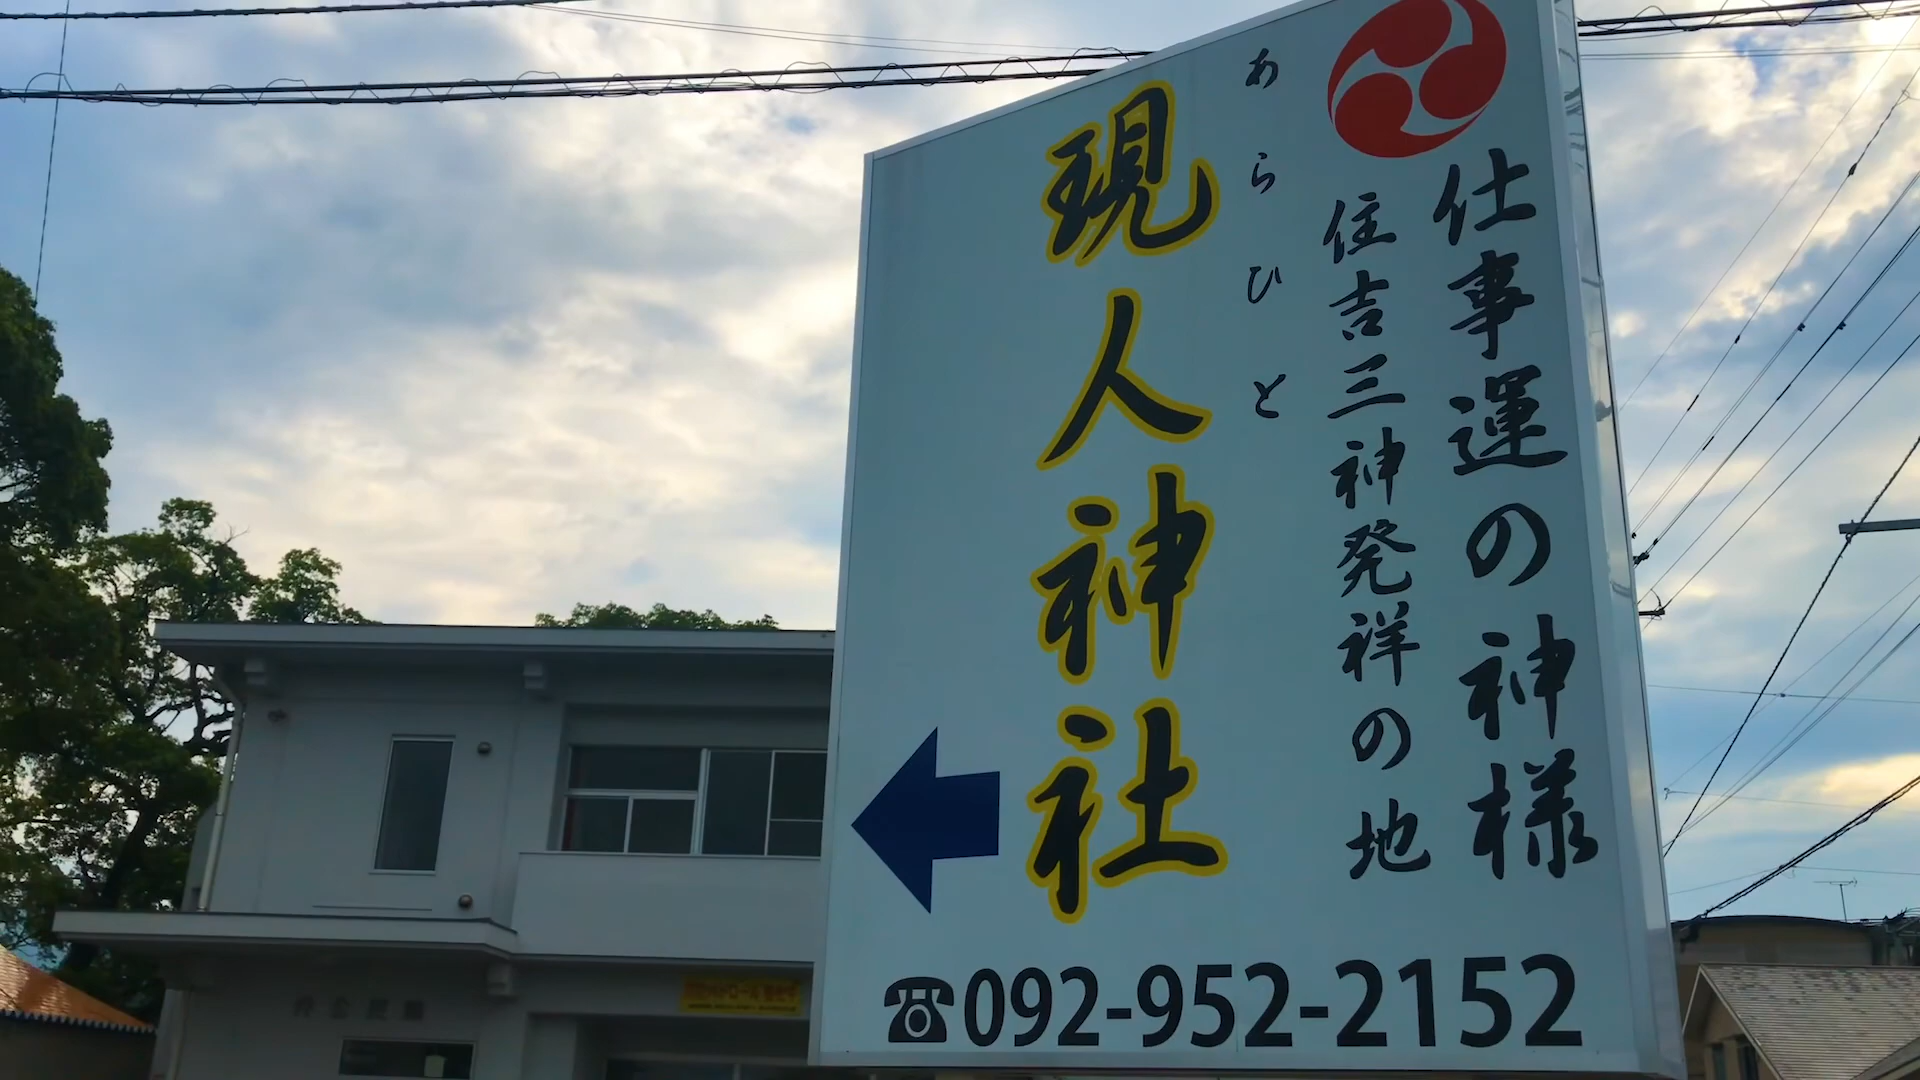 仕事運の神様
住吉三神発祥の地
あらひと
現人神社
☎092-952-2152